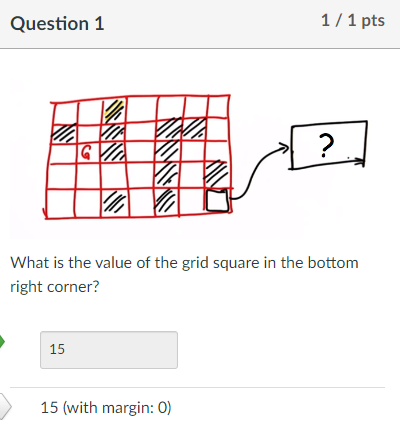 Question 1 1 / 1 pts
G
?
What is the value of the grid square in the bottom
right corner?
15
15 (with margin: 0)